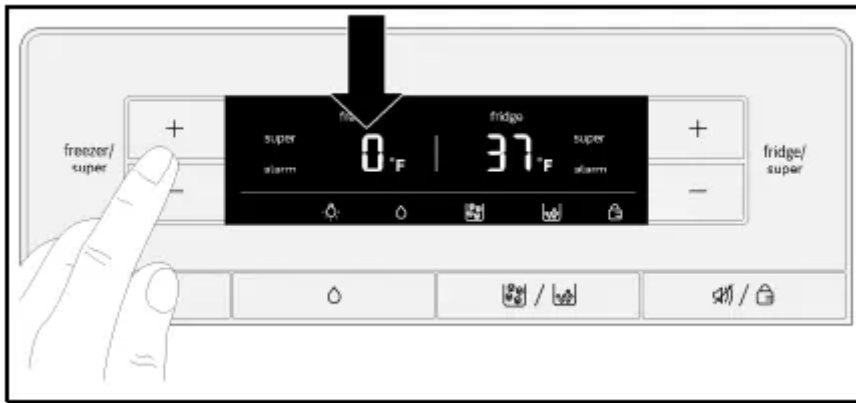 fridge
super
super
0°F
37°F
alarm
alarm
freezer/
super
fridge/
super
+
−
+
−